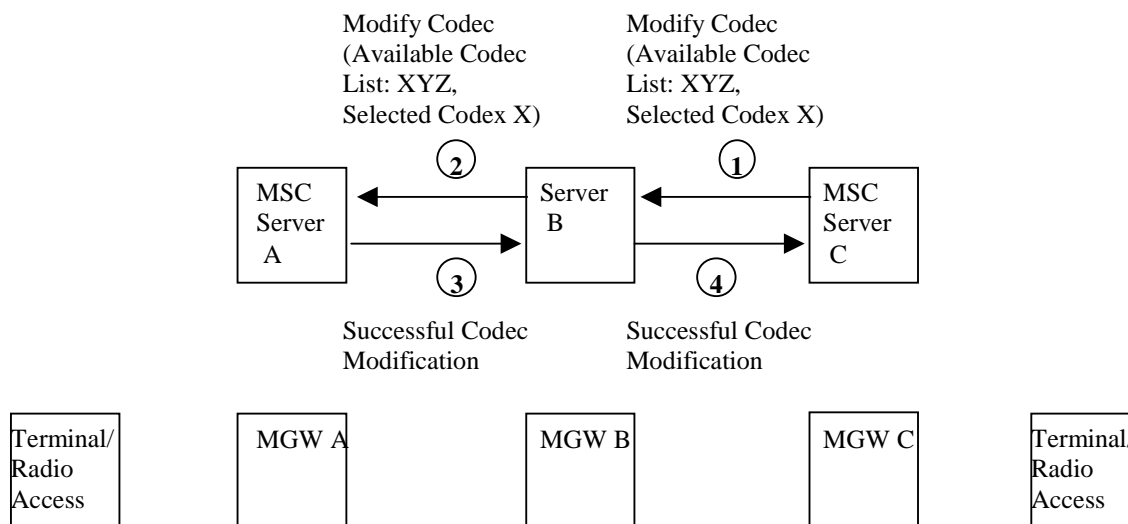 Modify Codec
(Available Codec
List: XYZ,
Selected Codex X)
Modify Codec
(Available Codec
List: XYZ,
Selected Codex X)
2
1
MSC
Server
A
Server
B
MSC
Server
C
3
4
Successful Codec
Modification
Successful Codec
Modification
Terminal/
Radio
Access
MGW A
MGW B
MGW C
Terminal/
Radio
Access